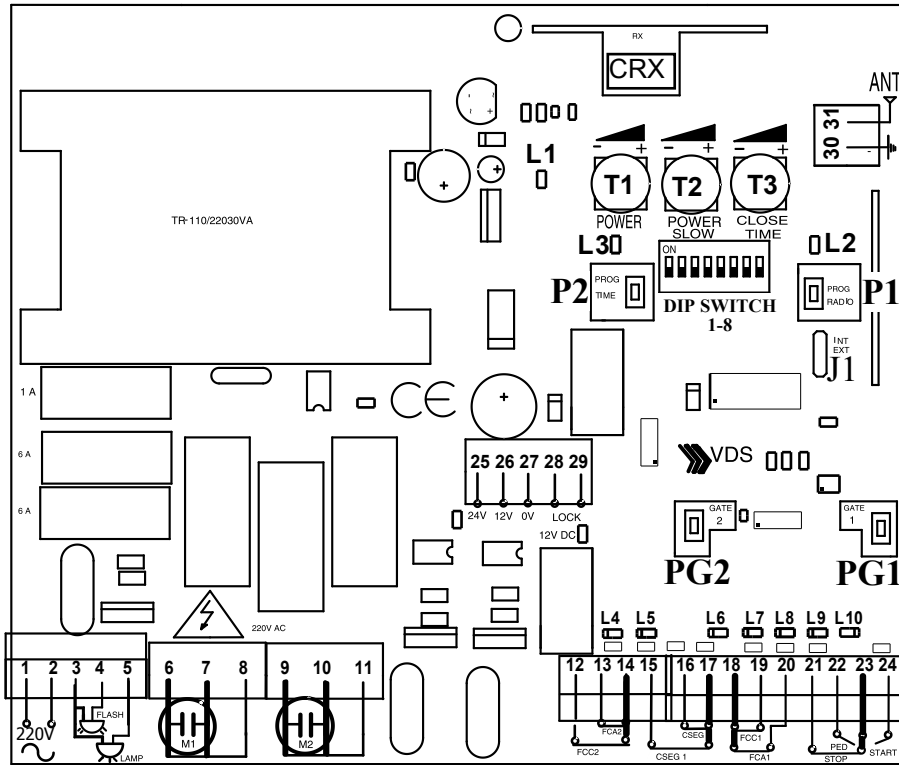 RX
CRX
ANT
31
30
-
L1
- + - + - +
T1 T2 T3
POWER
POWER SLOW
CLOSE TIME
TR-110/22030VA
L3
ON
L2
P2
PROG TIME
DIP SWITCH
1-8
PROG RADIO
P1
INT
EXT
J1
1 A
6 A
6 A
CE
+
+
+
VDS
25 26 27 28 29
24V 12V 0V LOCK
12V DC
GATE 2
GATE 1
PG2
PG1
220V AC
L4 L5 L6 L7 L8 L9 L10
1 2 3 4 5 6 7 8 9 10 11
12 13 14 15 16 17 18 19 20 21 22 23 24
220V
FLASH
LAMP
M1
M2
FCA2
FCC2
CSEG
CSEG 1
FCC1
FCA1
PED
STOP
START